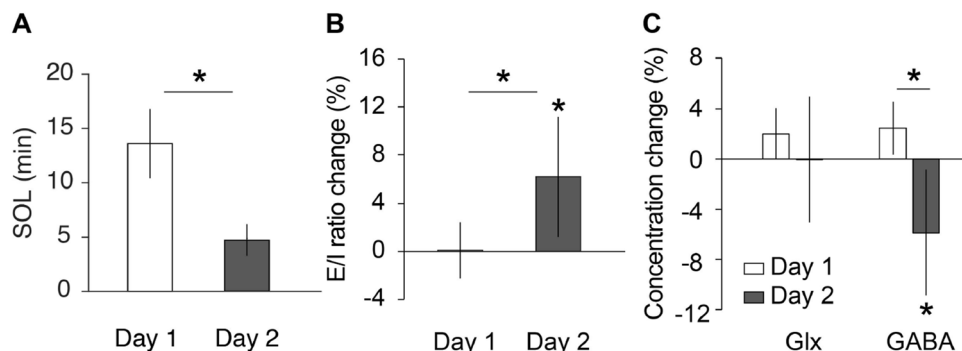 A
SOL (min)
20
15
10
5
0
*
Day 1 Day 2
B
E/I ratio change (%)
16
12
8
4
0
-4
*
*
Day 1 Day 2
C
Concentration change (%)
8
4
0
-4
-8
-12
*
*
Day 1
Day 2
Glx GABA